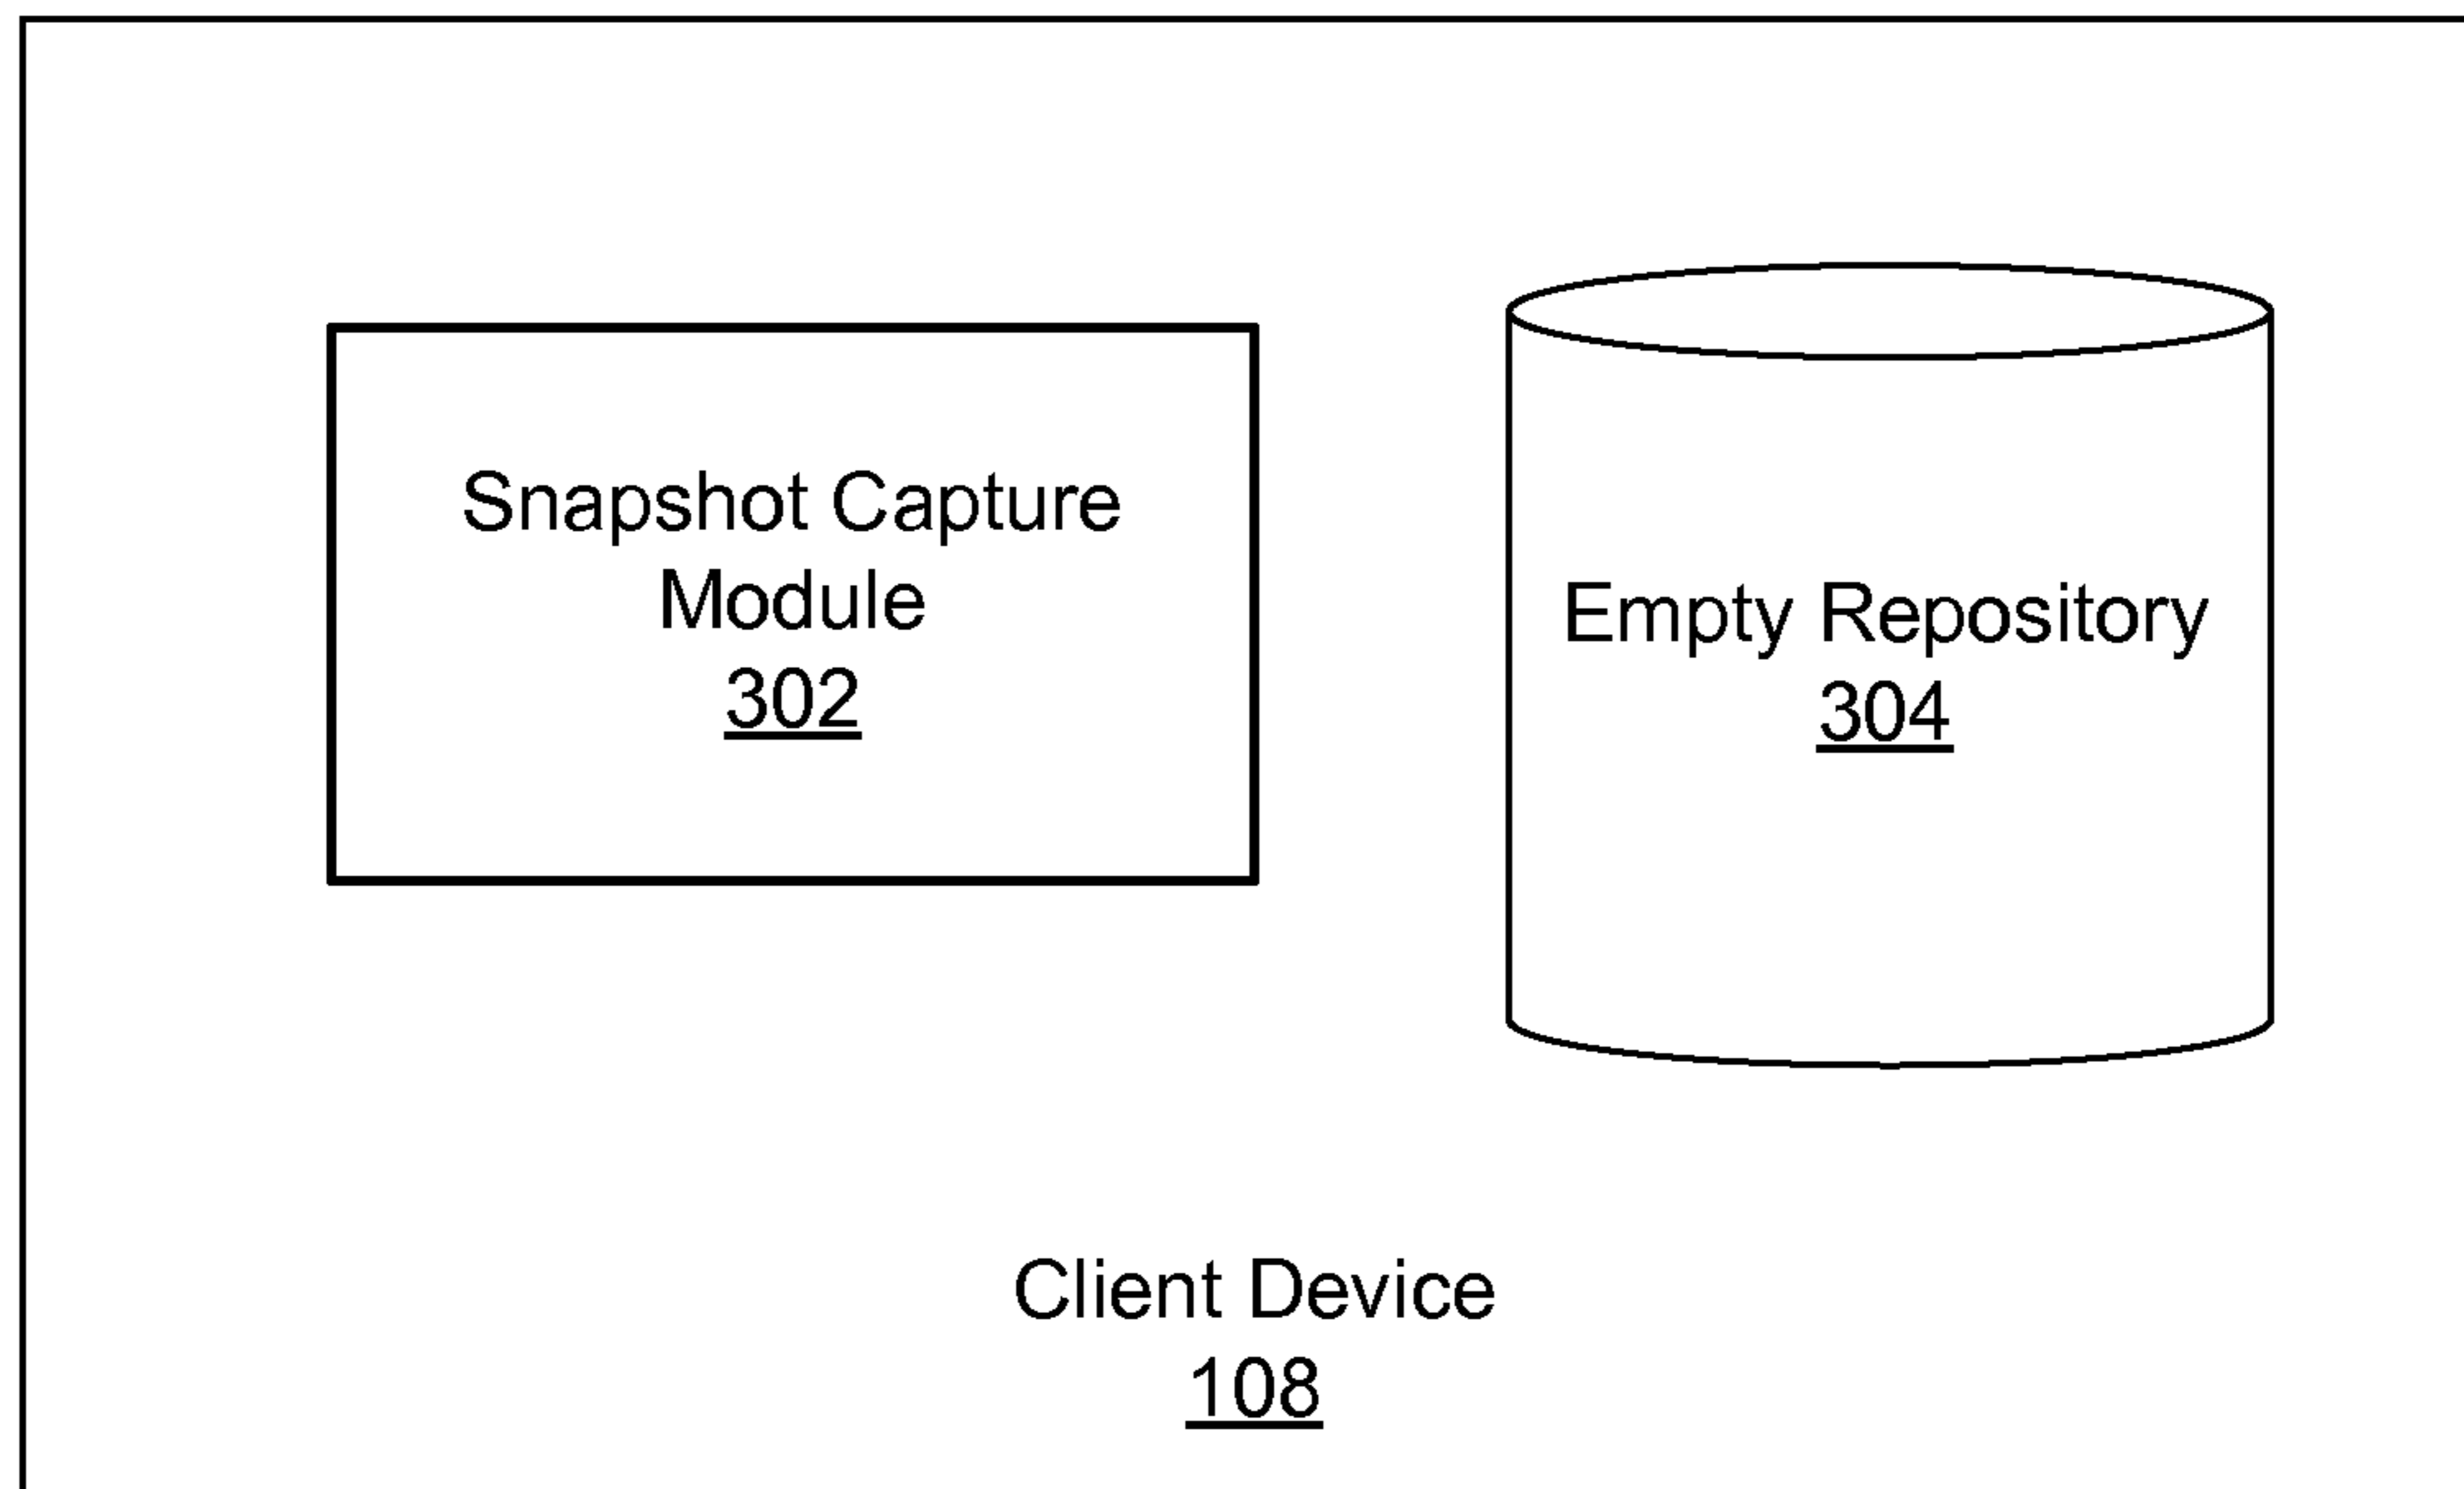 Snapshot Capture
Module
302
Empty Repository
304
Client Device
108